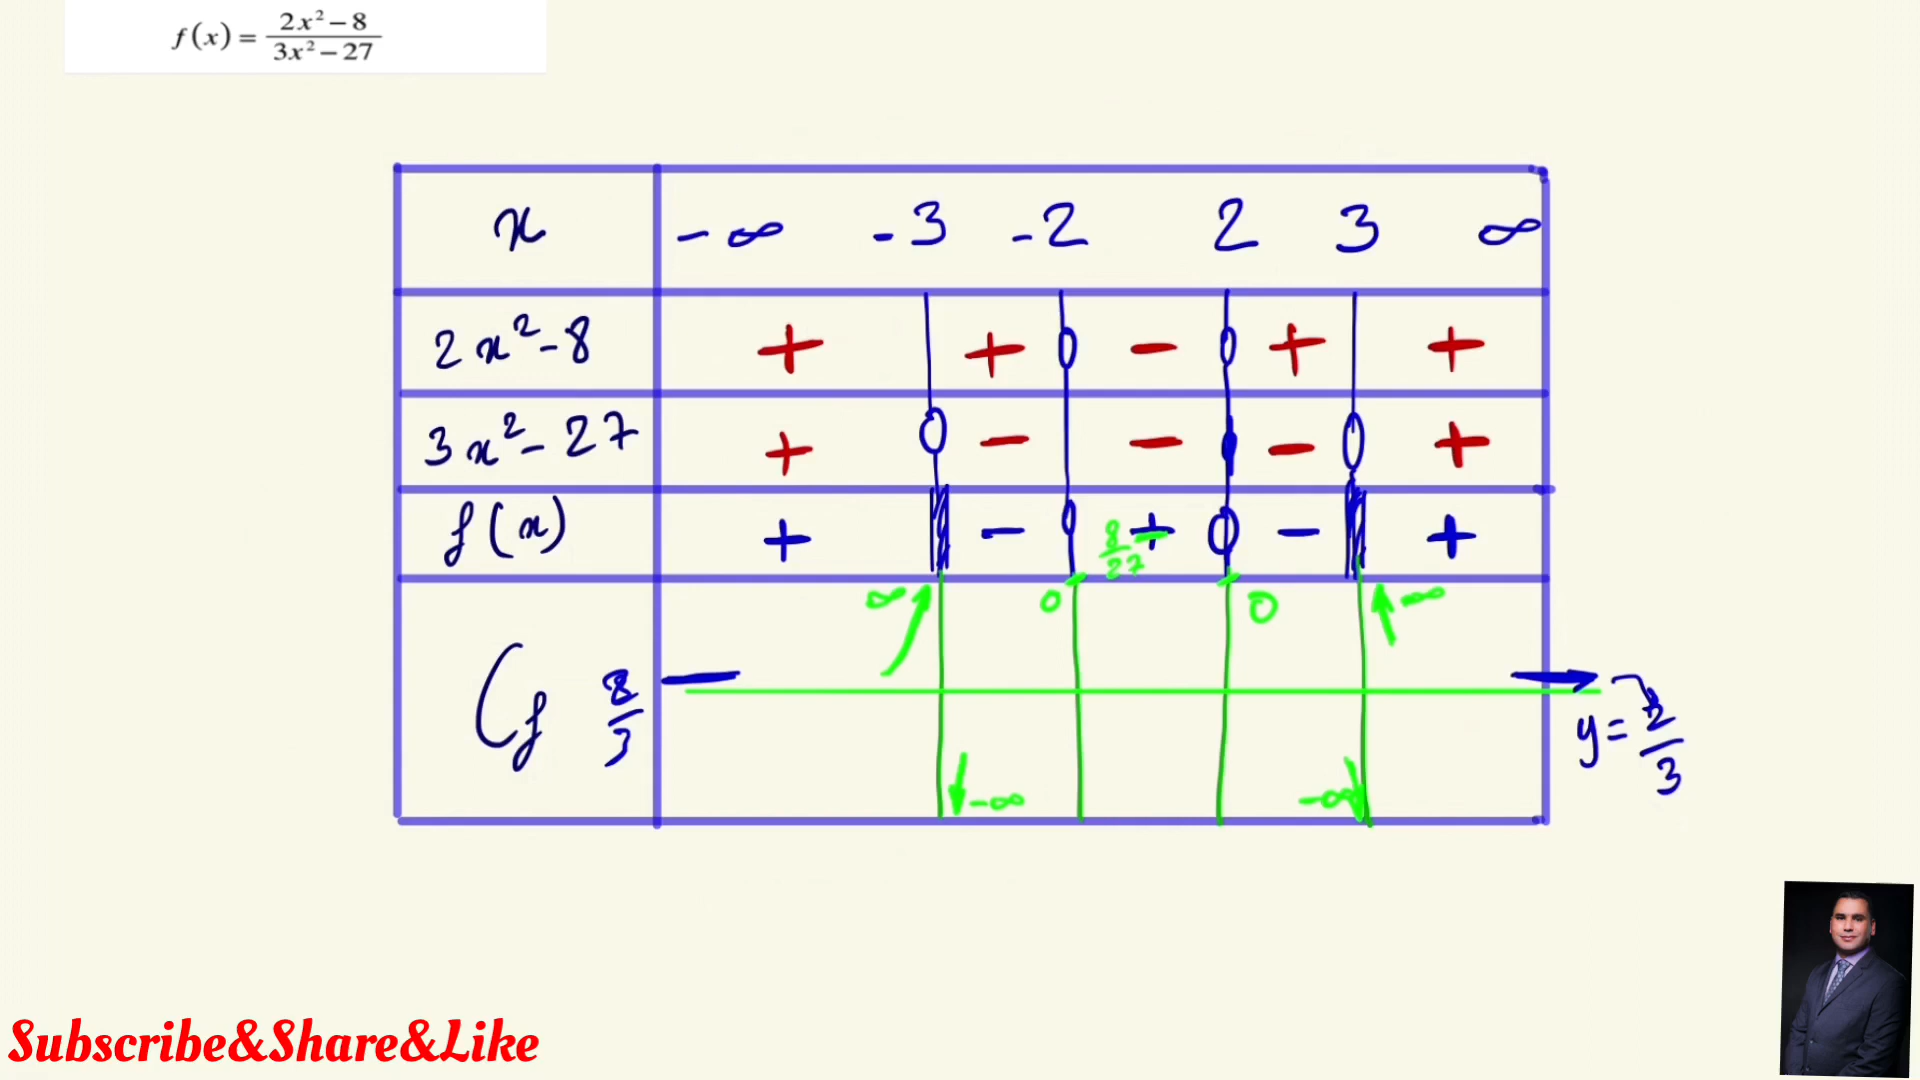 f(x) = 2x² - 8 / 3x² - 27
x -∞ -3 -2 2 3 ∞
2x² - 8 + + 0 - 0 + +
3x² - 27 + 0 - - - 0 +
f(x) + - 0 8/27 + 0 - +
∞ 0 0 ∞
Cf 8/3 y = 2/3
-∞ -∞
Subscribe&Share&Like